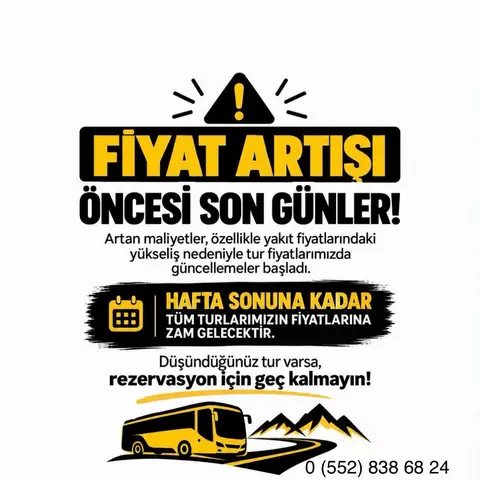 FİYAT ARTIŞI
ÖNCESİ SON GÜNLER!
Artan maliyetler, özellikle yakıt fiyatlarındaki
yükseliş nedeniyle tur fiyatlarımızda
güncellemeler başladı.
HAFTA SONUNA KADAR
TÜM TURLARIMIZIN FİYATLARINA
ZAM GELECEKTİR.
Düşündüğünüz tur varsa,
rezervasyon için geç kalmayın!
0 (552) 838 68 24